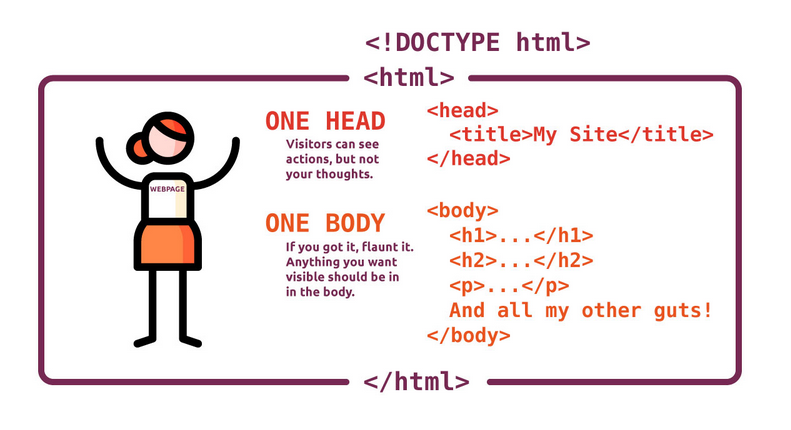 <!DOCTYPE html>
<html>
WEBPAGE
ONE HEAD
Visitors can see
actions, but not
your thoughts.
<head>
<title>My Site</title>
</head>
ONE BODY
If you got it, flaunt it.
Anything you want
visible should be in
in the body.
<body>
<h1>...</h1>
<h2>...</h2>
<p>...</p>
And all my other guts!
</body>
</html>